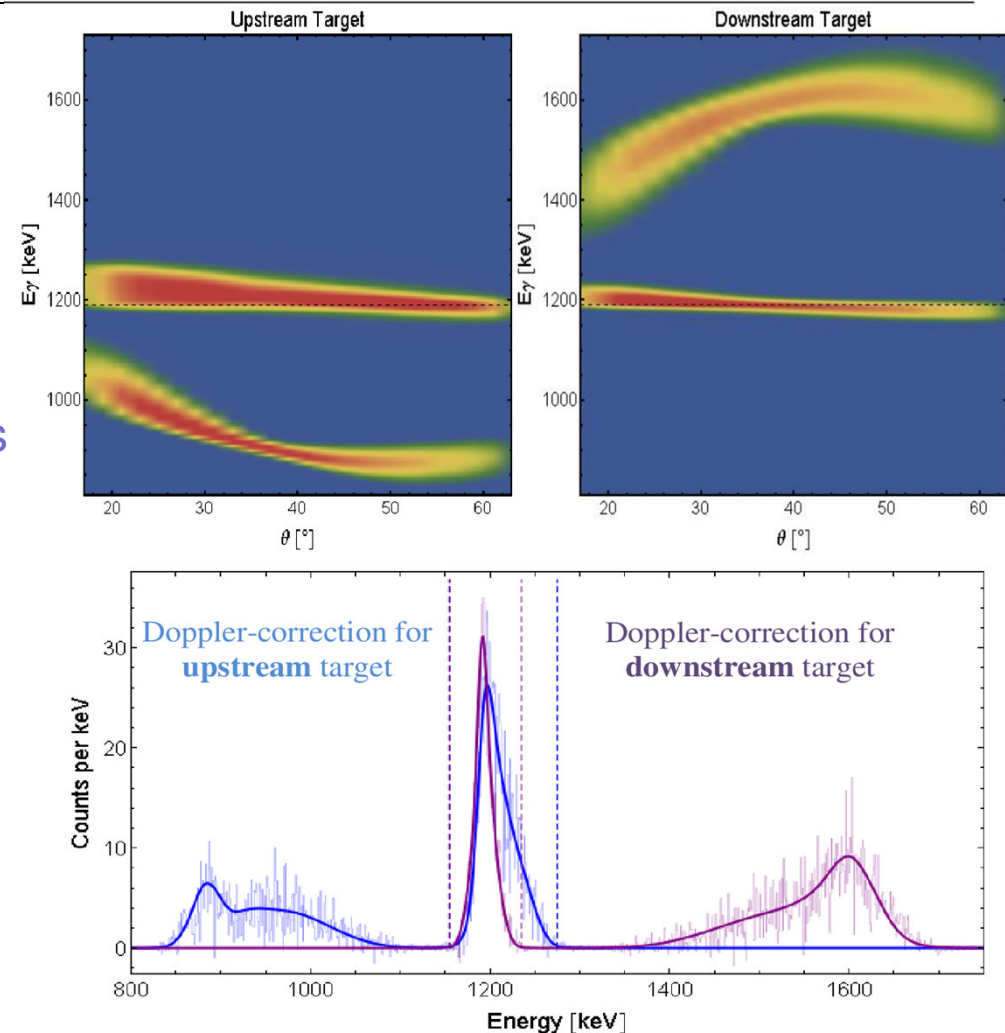 Upstream Target
1600
1400
1200
1000
Eγ [keV]
20 30 40 50 60
θ [°]
Downstream Target
1600
1400
1200
1000
Eγ [keV]
20 30 40 50 60
θ [°]
s
Doppler-correction for
upstream target
Doppler-correction for
downstream target
30
20
10
0
Counts per keV
800 1000 1200 1400 1600
Energy [keV]